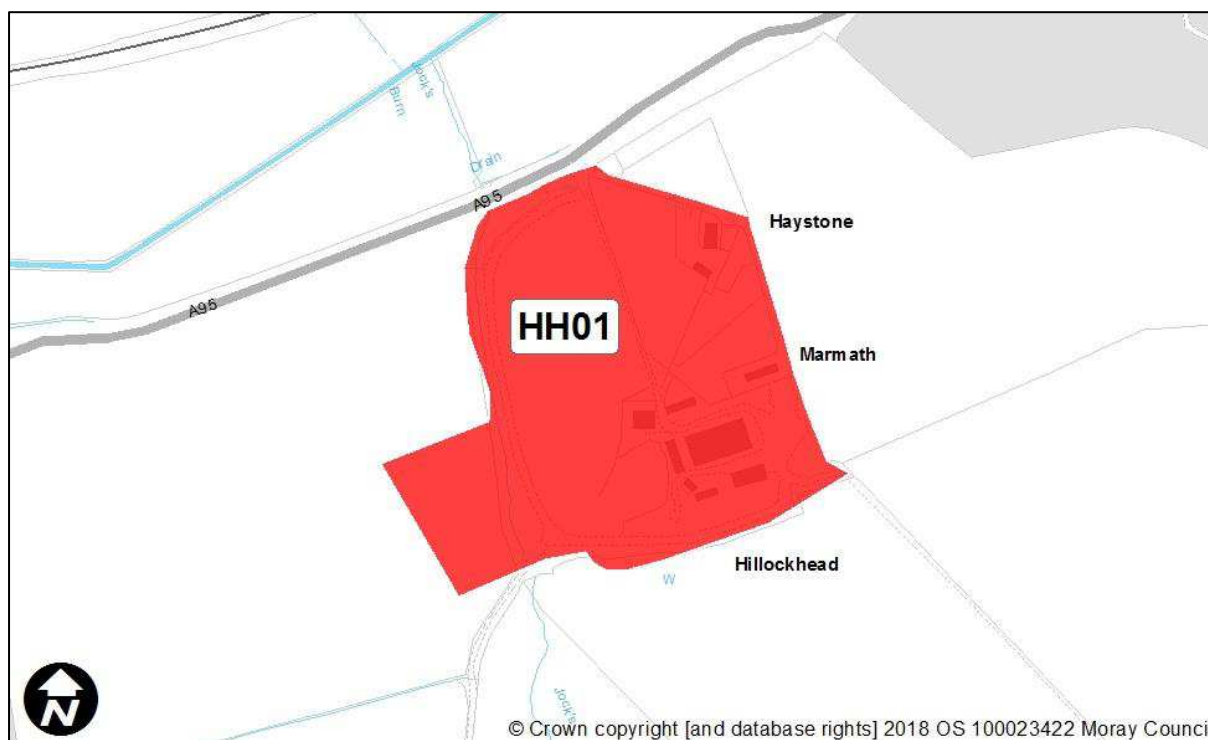 Jock's
Burn
Drain
A95
A95
Haystone
HH01
Marmath
Hillockhead
W
Jock's
N
© Crown copyright [and database rights] 2018 OS 100023422 Moray Counci